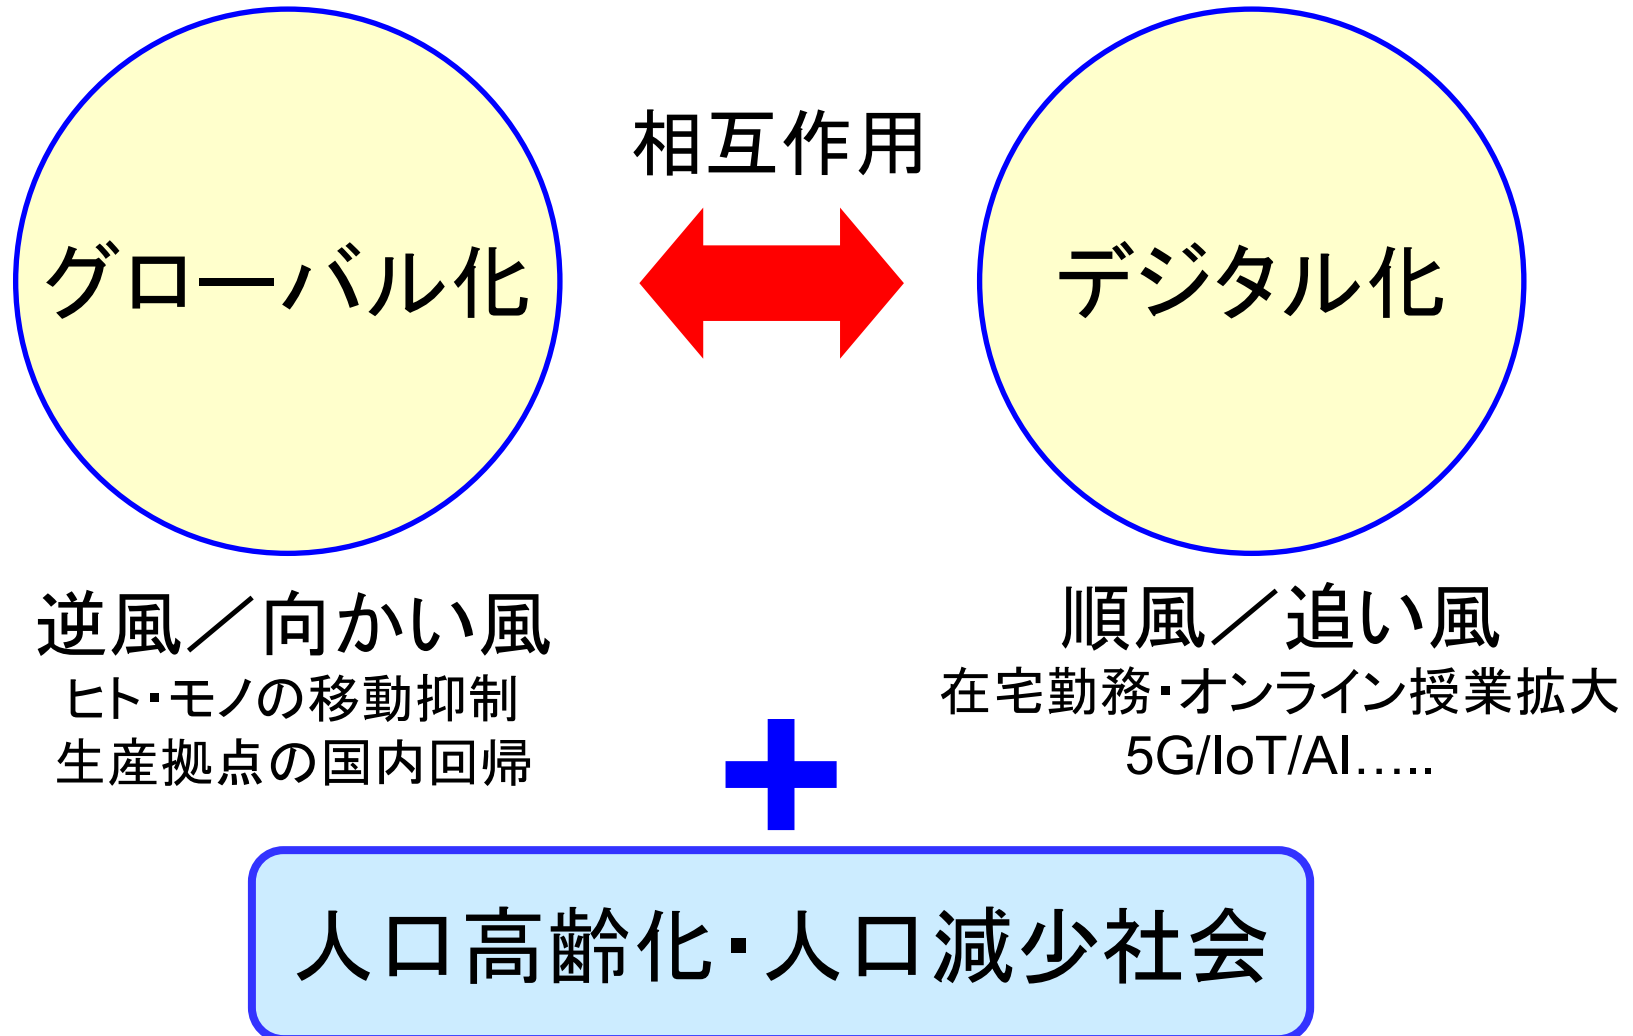 相互作用
グローバル化
デジタル化
逆風／向かい風
ヒト・モノの移動抑制
生産拠点の国内回帰
順風／追い風
在宅勤務・オンライン授業拡大
5G/IoT/AI…..
人口高齢化・人口減少社会